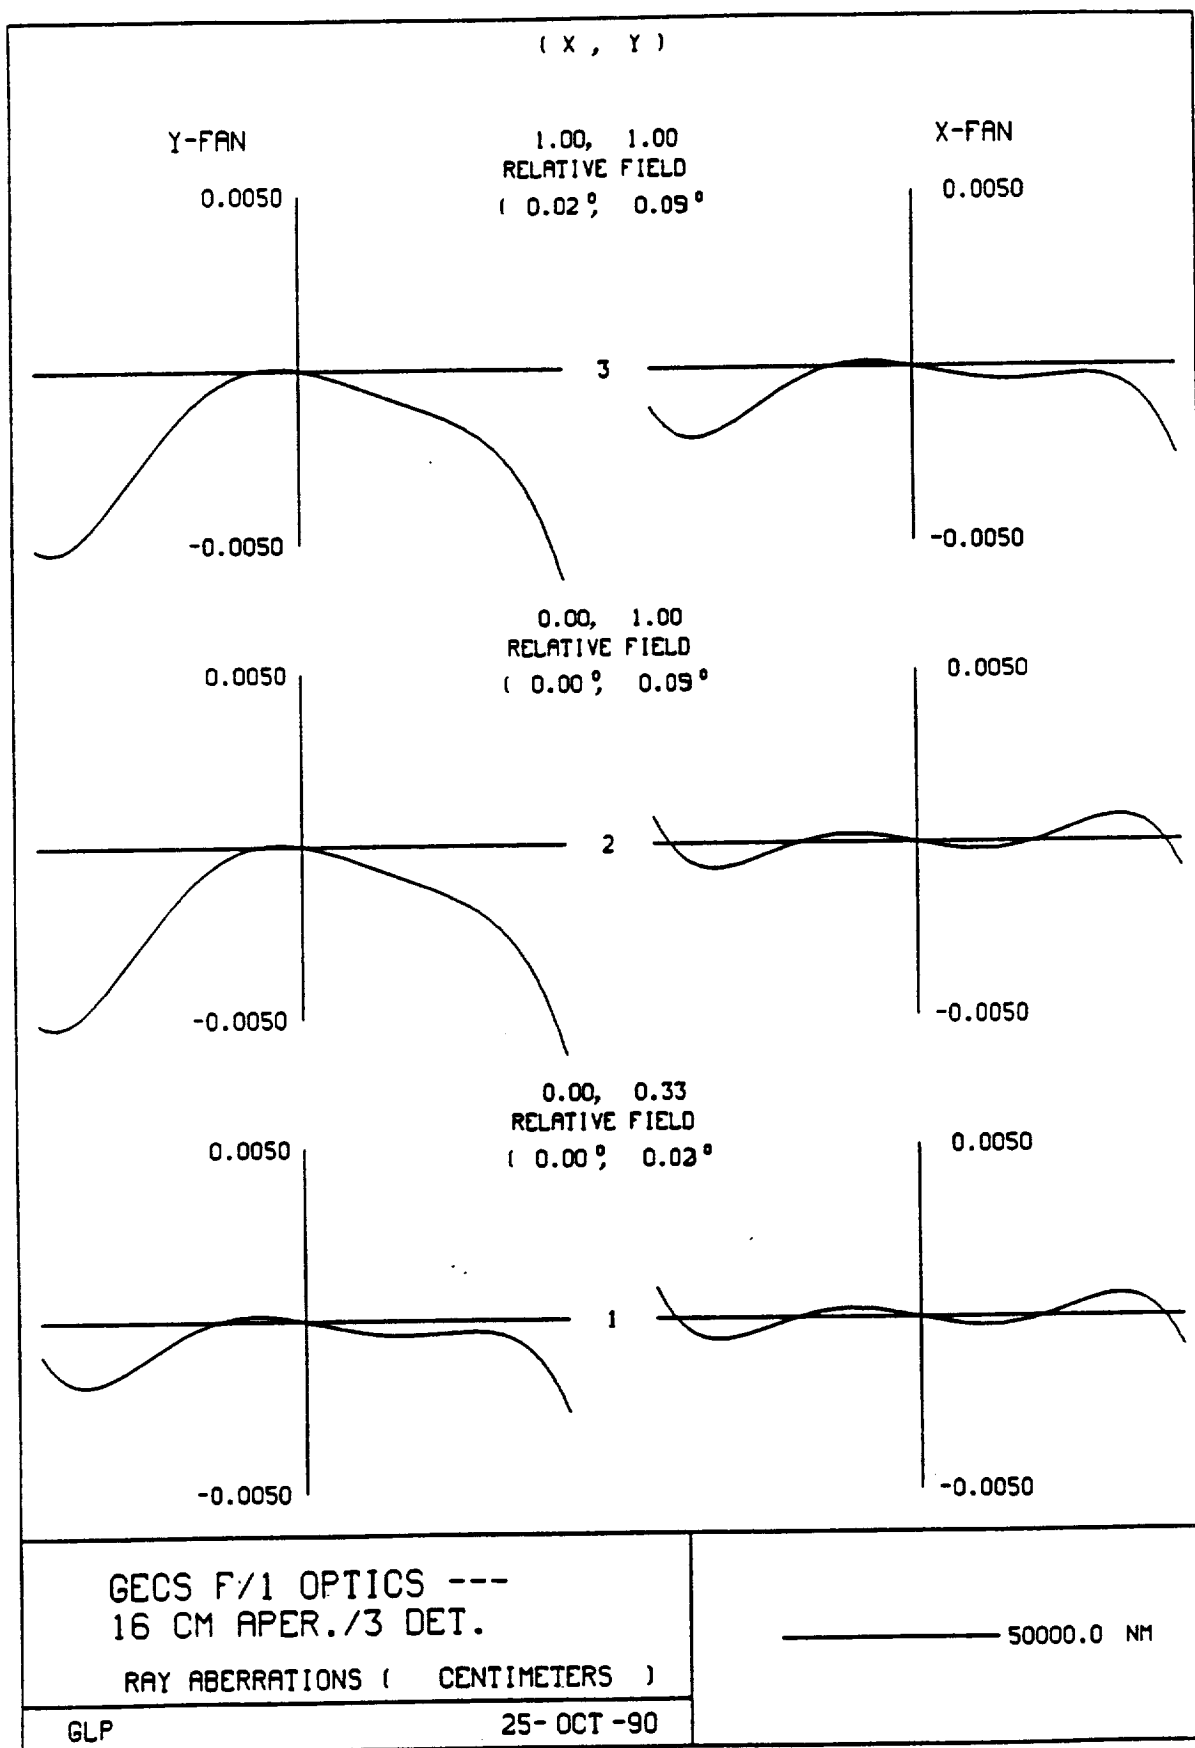 ( X , Y )
Y-FAN
1.00, 1.00
X-FAN
RELATIVE FIELD
0.0050
( 0.02°, 0.09°
0.0050
3
-0.0050
-0.0050
0.00, 1.00
RELATIVE FIELD
0.0050
( 0.00°, 0.09°
0.0050
2
-0.0050
-0.0050
0.00, 0.33
RELATIVE FIELD
0.0050
( 0.00°, 0.02°
0.0050
1
-0.0050
-0.0050
GECS F/1 OPTICS ---
16 CM APER./3 DET.
50000.0 NM
RAY ABERRATIONS ( CENTIMETERS )
GLP
25-OCT-90